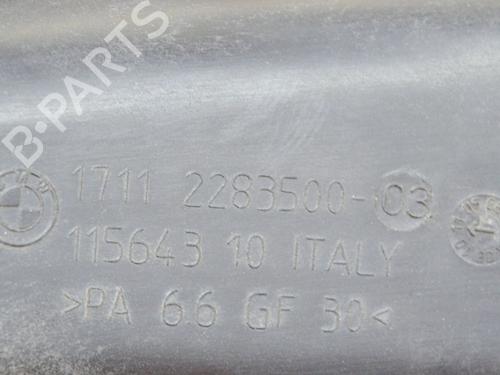 B-PARTS
1711 2283500-03
115643 10 ITALY
>PA 6.6 GF 30<